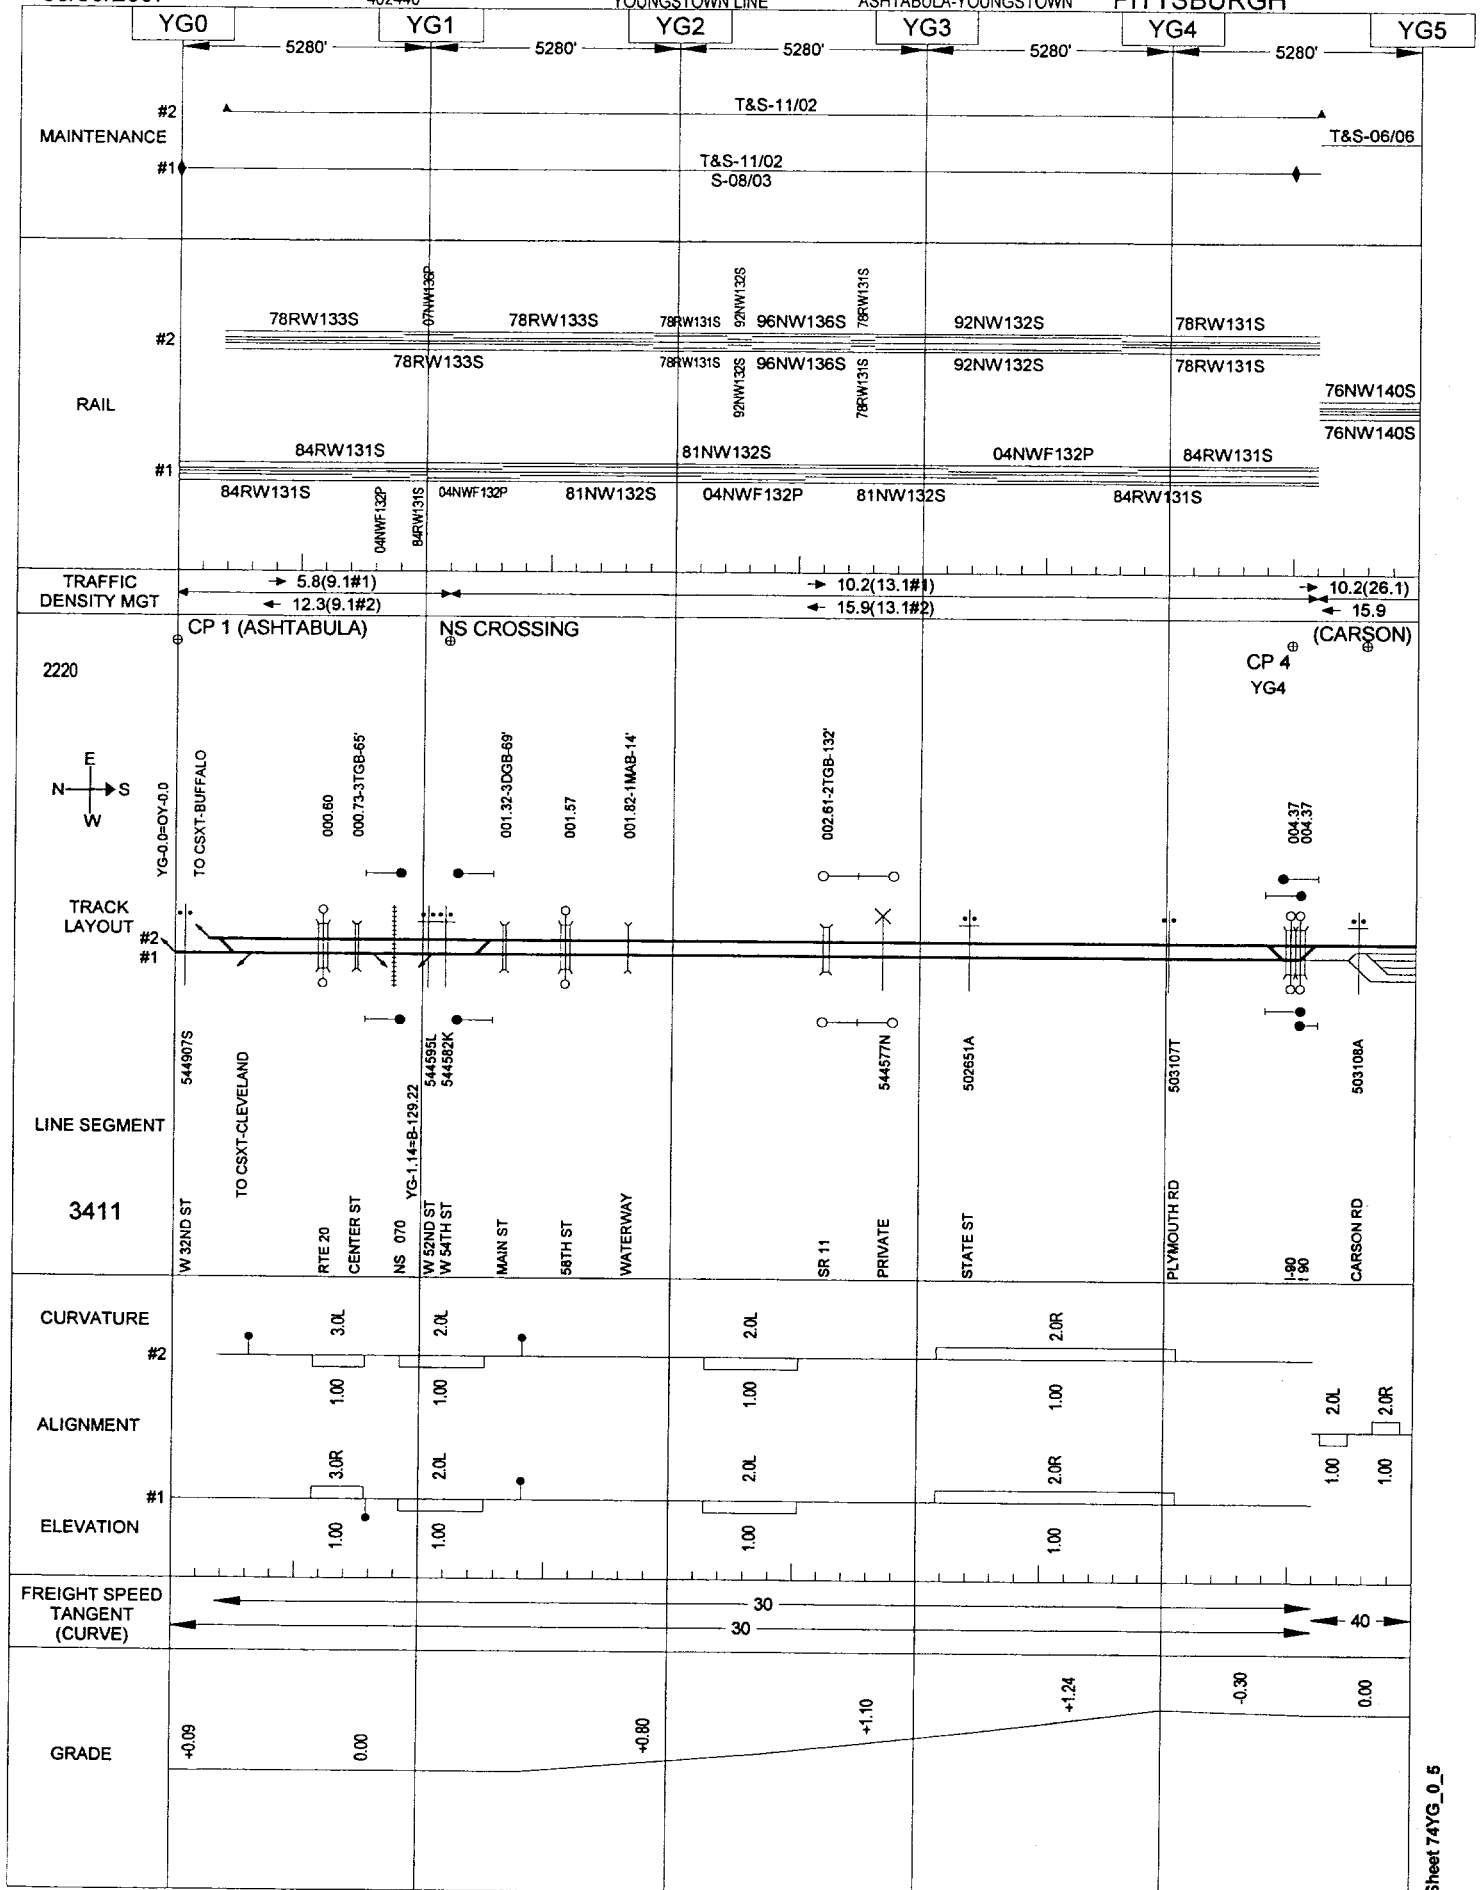 402440 YOUNGSTOWN LINE ASHTABULA-YOUNGSTOWN PITTSBURGH
YG0 YG1 YG2 YG3 YG4 YG5
5280' 5280' 5280' 5280' 5280'
MAINTENANCE
#2 T&S-11/02
T&S-06/06
#1 T&S-11/02
S-08/03
RAIL
07NW136P 92NW132S 78RW131S
78RW133S 78RW133S 78RW131S 96NW136S 92NW132S 78RW131S
#2
78RW133S 78RW131S 96NW136S 92NW132S 78RW131S
92NW132S 78RW131S
76NW140S
76NW140S
84RW131S 81NW132S 04NWF132P 84RW131S
#1
84RW131S 04NWF132P 81NW132S 04NWF132P 81NW132S 84RW131S
04NWF132P 84RW131S
TRAFFIC
DENSITY MGT
→ 5.8(9.1#1) → 10.2(13.1#1) → 10.2(26.1)
← 12.3(9.1#2) ← 15.9(13.1#2) ← 15.9
CP 1 (ASHTABULA) NS CROSSING (CARSON)
2220
CP 4
YG4
E
N S
W
YG-0.0=OY-0.0
TO CSXT-BUFFALO
000.60
000.73-3TGB-65'
001.32-3DGB-69'
001.57
001.82-1MAB-14'
002.61-2TGB-132'
004.37
004.37
TRACK
LAYOUT
#2
#1
544907S
TO CSXT-CLEVELAND
YG-1.14=B-129.22
544595L
544582K
544577N
502651A
503107T
503108A
LINE SEGMENT
3411
W 32ND ST
RTE 20
CENTER ST
NS 070
W 52ND ST
W 54TH ST
MAIN ST
58TH ST
WATERWAY
SR 11
PRIVATE
STATE ST
PLYMOUTH RD
I-90
I 90
CARSON RD
CURVATURE
3.0L 2.0L 2.0L 2.0R
#2
1.00 1.00 1.00 1.00
ALIGNMENT
2.0L 2.0R
1.00 1.00
3.0R 2.0L 2.0L 2.0R
#1
ELEVATION
1.00 1.00 1.00 1.00
FREIGHT SPEED
TANGENT
(CURVE)
30
30
40
GRADE
+0.09 0.00 +0.80 +1.10 +1.24 -0.30 0.00
Sheet 74YG_0_5